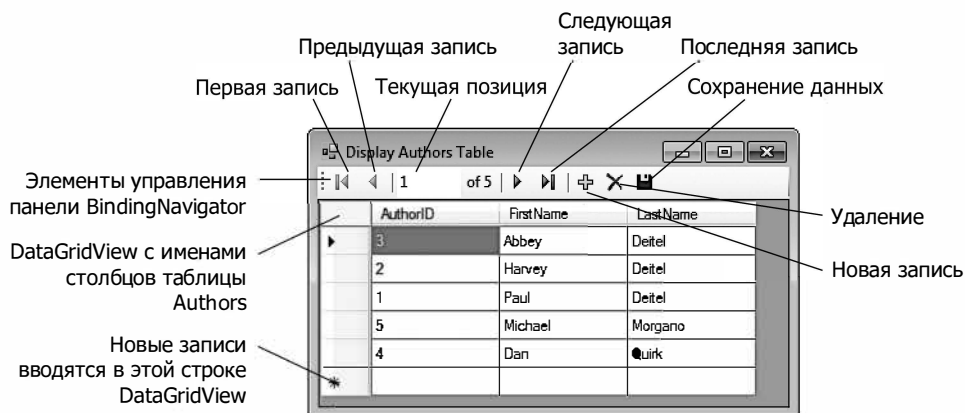 Следующая
запись
Предыдущая запись
Последняя запись
Первая запись
Текущая позиция
Сохранение данных
Display Authors Table
Элементы управления
панели BindingNavigator
1 of 5
Удаление
AuthorID FirstName LastName
DataGridView с именами
столбцов таблицы
Authors
3 Abbey Deitel
2 Harvey Deitel
Новая запись
1 Paul Deitel
5 Michael Morgano
4 Dan Quirk
Новые записи
вводятся в этой строке
DataGridView